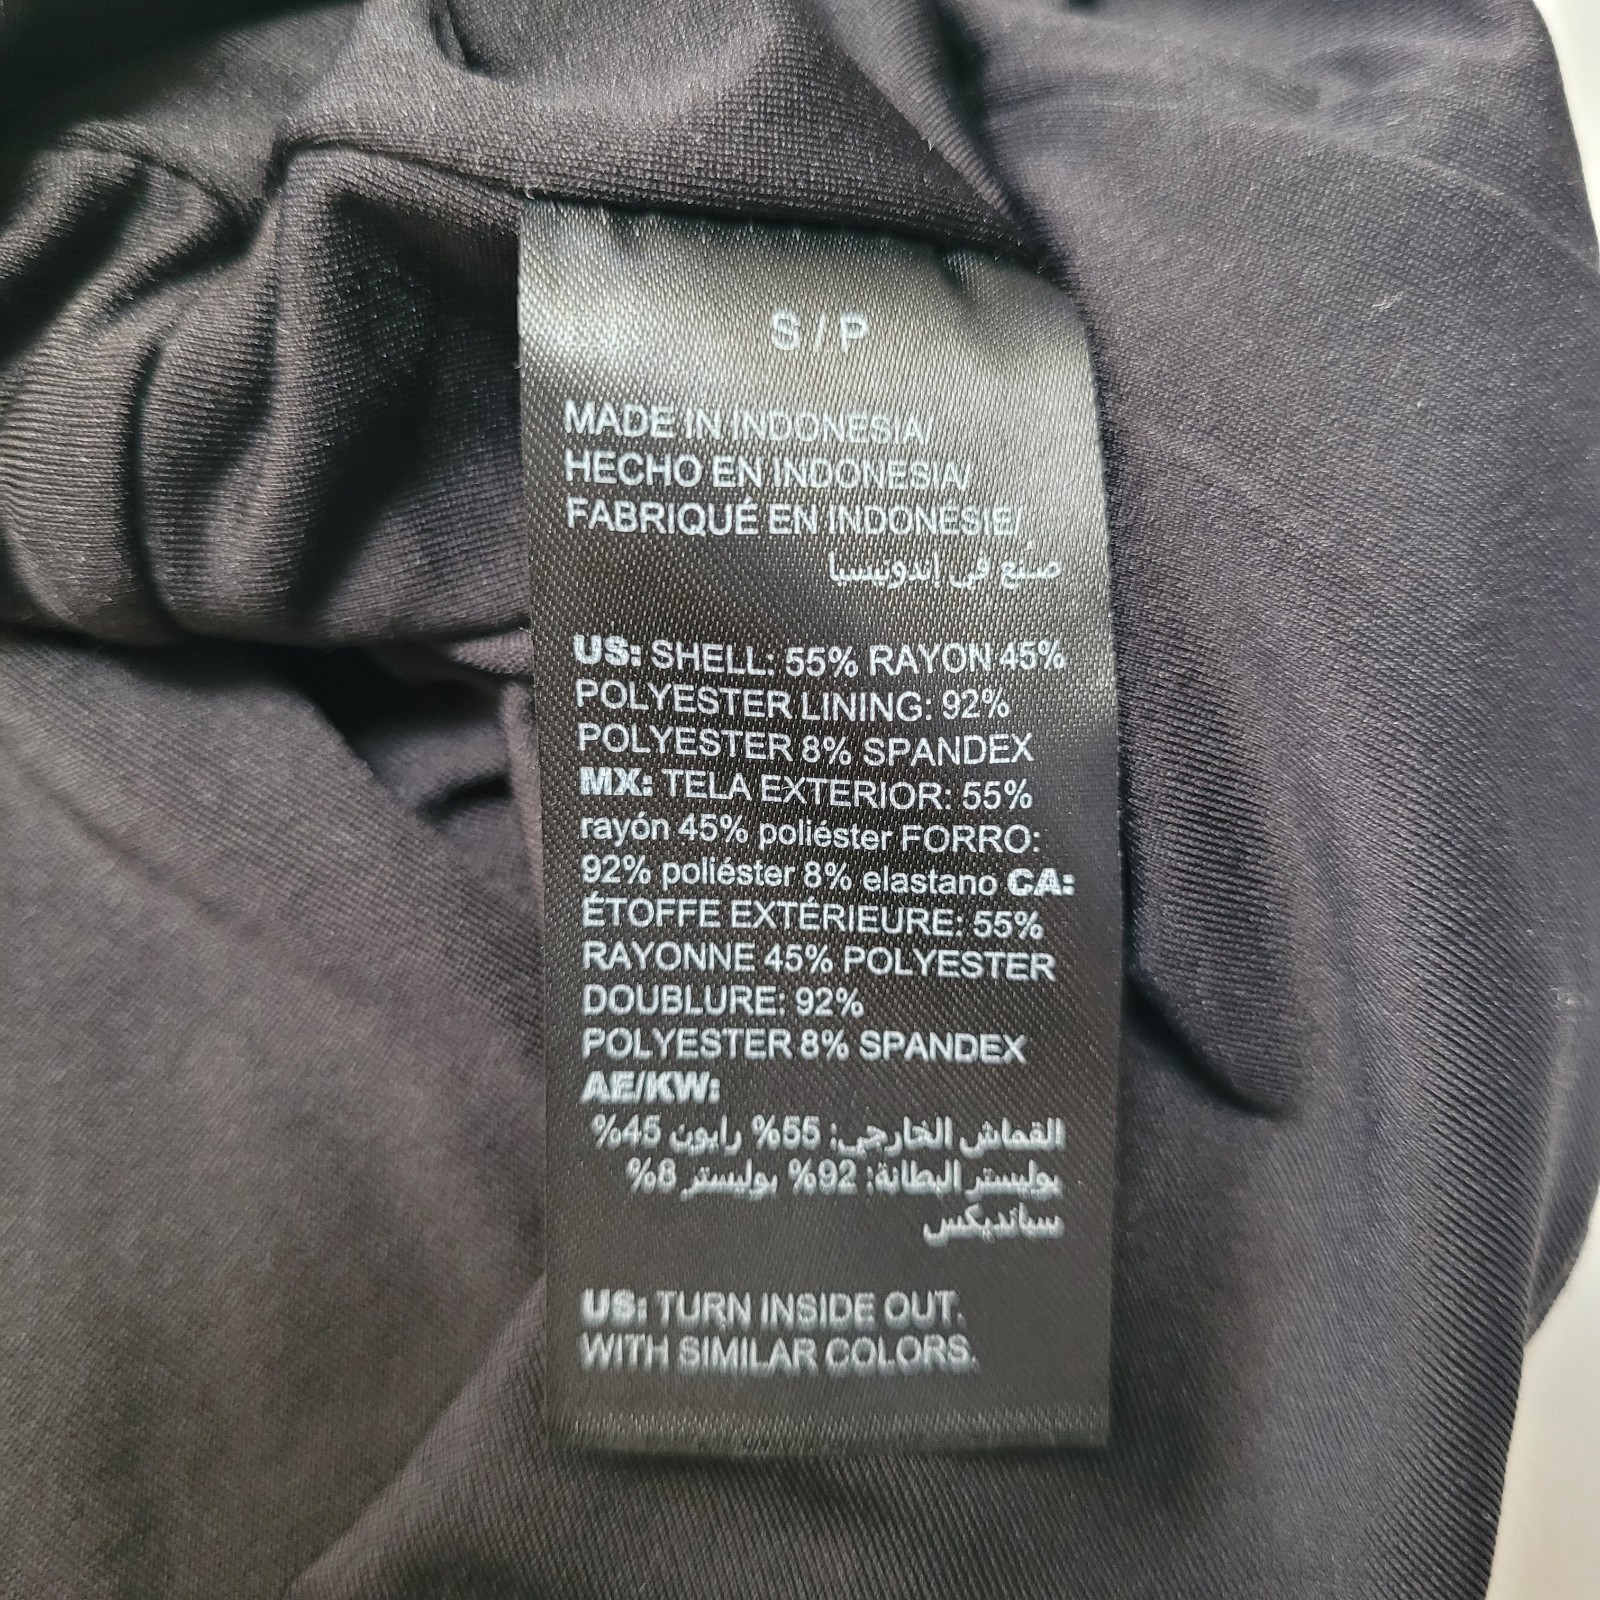 S / P
MADE IN INDONESIA/
HECHO EN INDONESIA/
FABRIQUÉ EN INDONÉSIE/
صنع في إندونيسيا
US: SHELL: 55% RAYON 45%
POLYESTER LINING: 92%
POLYESTER 8% SPANDEX
MX: TELA EXTERIOR: 55%
rayón 45% poliéster FORRO:
92% poliéster 8% elastano CA:
ÉTOFFE EXTÉRIEURE: 55%
RAYONNE 45% POLYESTER
DOUBLURE: 92%
POLYESTER 8% SPANDEX
AE/KW:
القماش الخارجي: 55% رايون 45%
بوليستر البطانة: 92% بوليستر 8%
سباندیکس
US: TURN INSIDE OUT.
WITH SIMILAR COLORS.